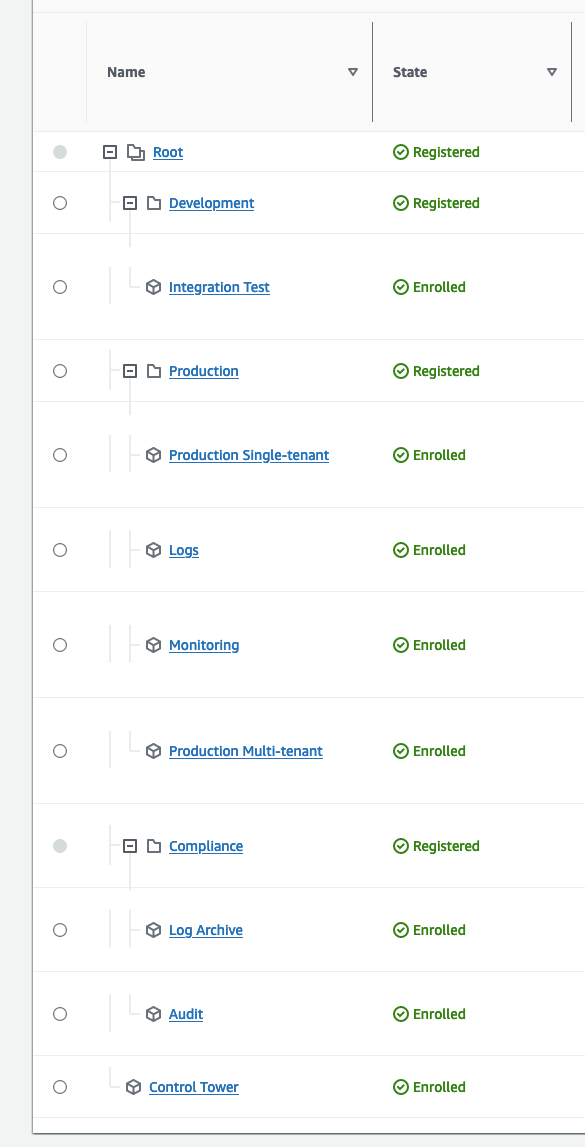 Name State
Root Registered
Development Registered
Integration Test Enrolled
Production Registered
Production Single-tenant Enrolled
Logs Enrolled
Monitoring Enrolled
Production Multi-tenant Enrolled
Compliance Registered
Log Archive Enrolled
Audit Enrolled
Control Tower Enrolled